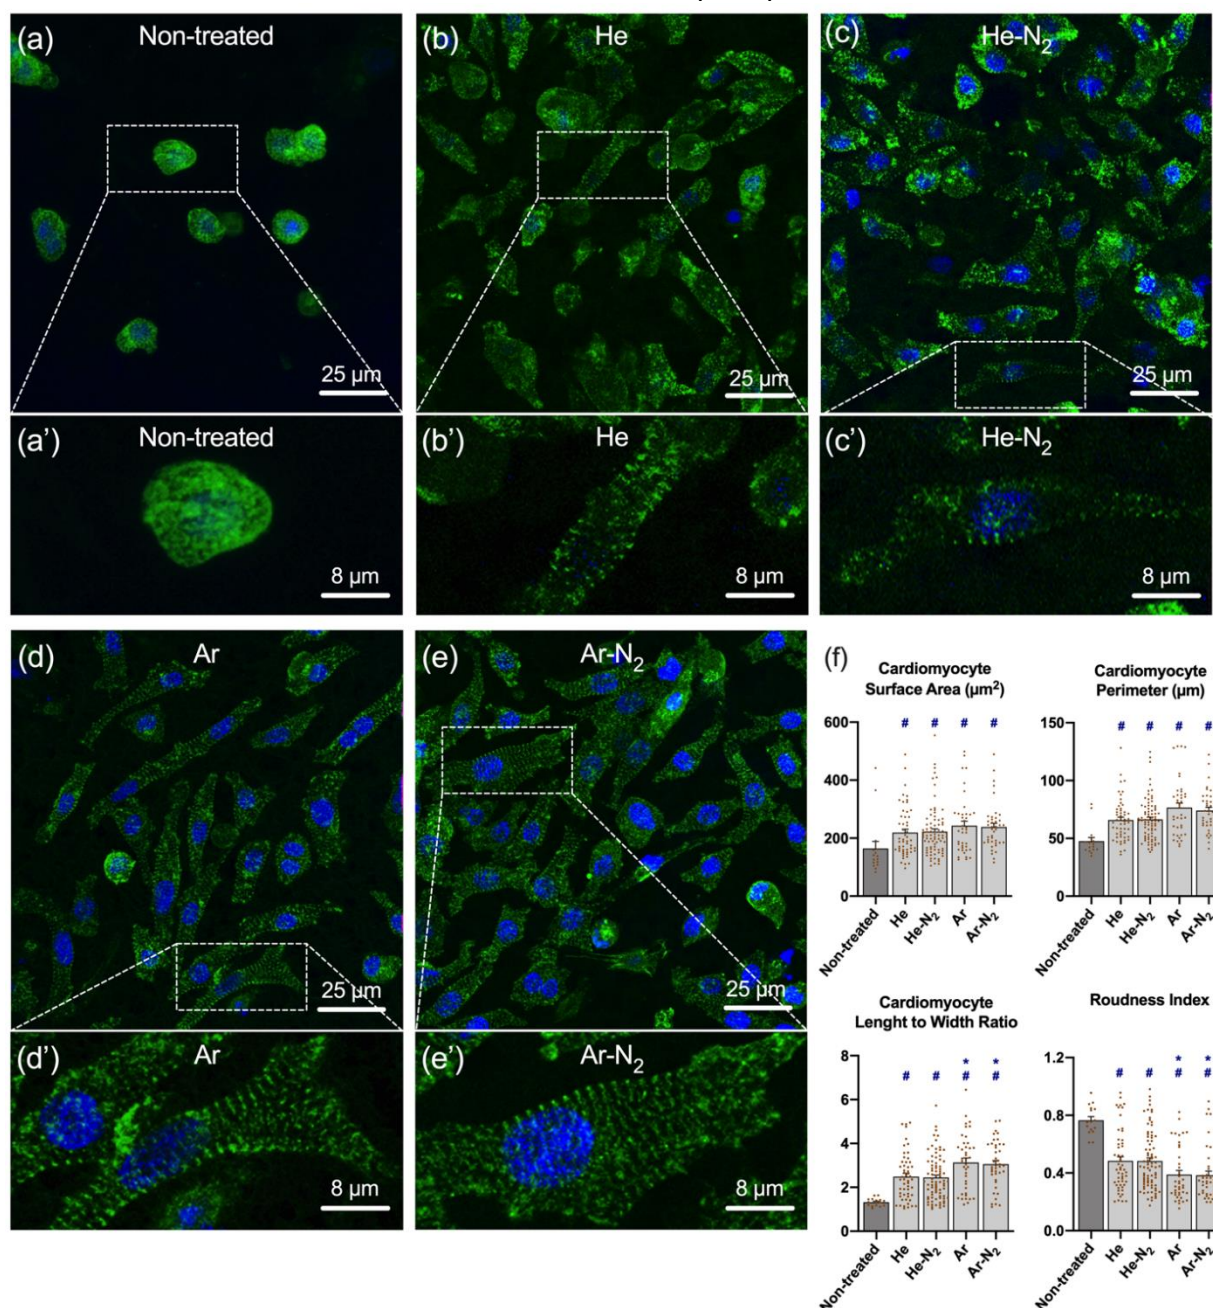 (a) Non-treated
25 µm
(b) He
25 µm
(c) He-N2
25 µm
(a') Non-treated
8 µm
(b') He
8 µm
(c') He-N2
8 µm
(d) Ar
25 µm
(e) Ar-N2
25 µm
(d') Ar
8 µm
(e') Ar-N2
8 µm
(f)
Cardiomyocyte
Surface Area (µm2)
600
400
200
0
# # # #
Non-treated
He
He-N2
Ar
Ar-N2
Cardiomyocyte
Perimeter (µm)
150
100
50
0
# # # #
Non-treated
He
He-N2
Ar
Ar-N2
Cardiomyocyte
Lenght to Width Ratio
8
6
4
2
0
* *
# # # #
Non-treated
He
He-N2
Ar
Ar-N2
Roudness Index
1.2
0.8
0.4
0.0
* *
# # # #
Non-treated
He
He-N2
Ar
Ar-N2